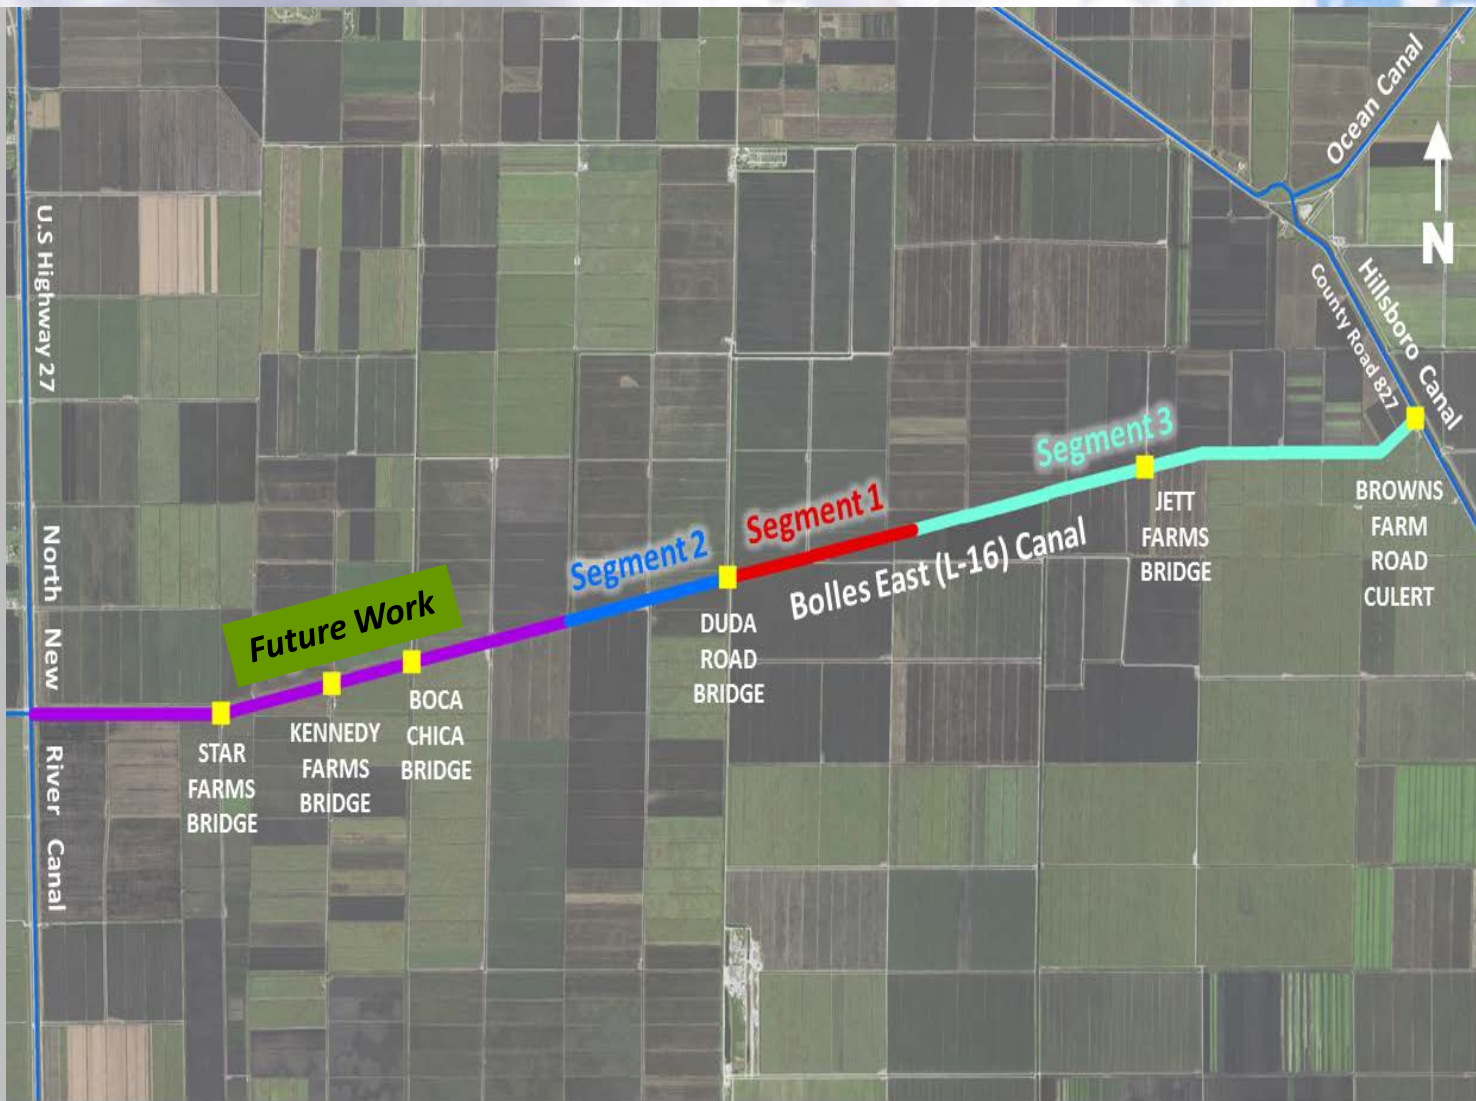 Ocean Canal
N
U.S Highway 27
Hillsboro Canal
County Road 827
Segment 3
Segment 1
Segment 2
Bolles East (L-16) Canal
JETT
FARMS
BRIDGE
BROWNS
FARM
ROAD
CULERT
North New River Canal
Future Work
DUDA
ROAD
BRIDGE
BOCA
CHICA
BRIDGE
KENNEDY
FARMS
BRIDGE
STAR
FARMS
BRIDGE